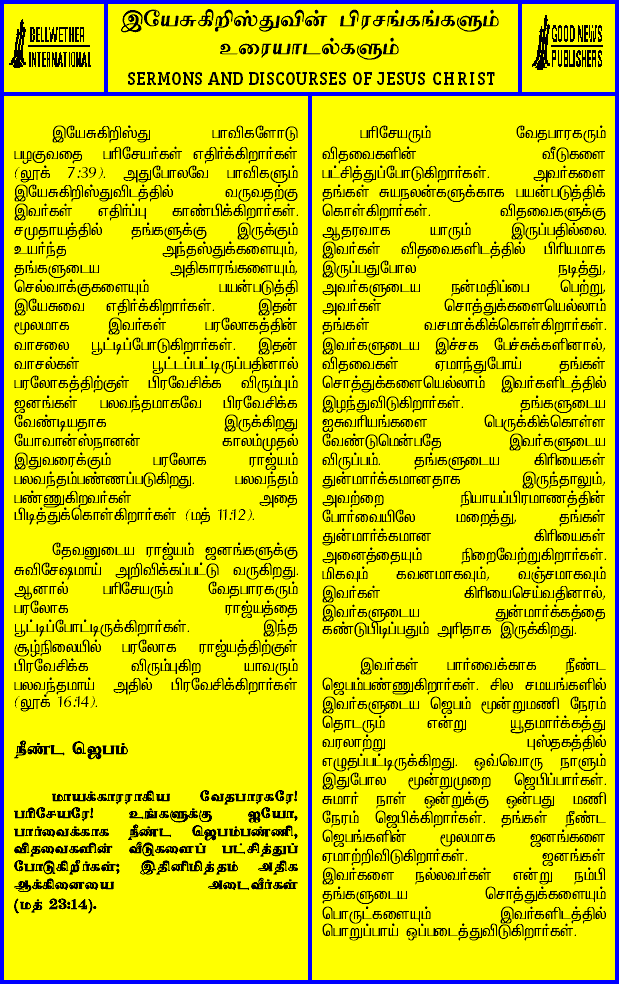 BELLWETHER
INTERNATIONAL
இயேசுகிறிஸ்துவின் பிரசங்கங்களும்
உரையாடல்களும்
SERMONS AND DISCOURSES OF JESUS CHRIST
GOOD NEWS
PUBLISHERS
இயேசுகிறிஸ்து பாவிகளோடு
பழகுவதை பரிசேயர்கள் எதிர்க்கிறார்கள்
(லூக் 7:39). அதுபோலவே பாவிகளும்
இயேசுகிறிஸ்துவிடத்தில் வருவதற்கு
இவர்கள் எதிர்ப்பு காண்பிக்கிறார்கள்.
சமுதாயத்தில் தங்களுக்கு இருக்கும்
உயர்ந்த அந்தஸ்துக்களையும்,
தங்களுடைய அதிகாரங்களையும்,
செல்வாக்குகளையும் பயன்படுத்தி
இயேசுவை எதிர்க்கிறார்கள். இதன்
மூலமாக இவர்கள் பரலோகத்தின்
வாசலை பூட்டிப்போடுகிறார்கள். இதன்
வாசல்கள் பூட்டப்பட்டிருப்பதினால்
பரலோகத்திற்குள் பிரவேசிக்க விரும்பும்
ஜனங்கள் பலவந்தமாகவே பிரவேசிக்க
வேண்டியதாக இருக்கிறது
யோவான்ஸ்நானன் காலம்முதல்
இதுவரைக்கும் பரலோக ராஜ்யம்
பலவந்தம்பண்ணப்படுகிறது. பலவந்தம்
பண்ணுகிறவர்கள் அதை
பிடித்துக்கொள்கிறார்கள் (மத் 11:12).
தேவனுடைய ராஜ்யம் ஜனங்களுக்கு
சுவிசேஷமாய் அறிவிக்கப்பட்டு வருகிறது.
ஆனால் பரிசேயரும் வேதபாரகரும்
பரலோக ராஜ்யத்தை
பூட்டிப்போட்டிருக்கிறார்கள். இந்த
சூழ்நிலையில் பரலோக ராஜ்யத்திற்குள்
பிரவேசிக்க விரும்புகிற யாவரும்
பலவந்தமாய் அதில் பிரவேசிக்கிறார்கள்
(லூக் 16:14).
நீண்ட ஜெபம்
மாயக்காரராகிய வேதபாரகரே!
பரிசேயரே! உங்களுக்கு ஐயோ,
பார்வைக்காக நீண்ட ஜெபம்பண்ணி,
விதவைகளின் வீடுகளைப் பட்சித்துப்
போடுகிறீர்கள்; இதினிமித்தம் அதிக
ஆக்கினையை அடைவீர்கள்
(மத் 23:14).
பரிசேயரும் வேதபாரகரும்
விதவைகளின் வீடுகளை
பட்சித்துப்போடுகிறார்கள். அவர்களை
தங்கள் சுயநலன்களுக்காக பயன்படுத்திக்
கொள்கிறார்கள். விதவைகளுக்கு
ஆதரவாக யாரும் இருப்பதில்லை.
இவர்கள் விதவைகளிடத்தில் பிரியமாக
இருப்பதுபோல நடித்து,
அவர்களுடைய நன்மதிப்பை பெற்று,
அவர்கள் சொத்துக்களையெல்லாம்
தங்கள் வசமாக்கிக்கொள்கிறார்கள்.
இவர்களுடைய இச்சக பேச்சுக்களினால்,
விதவைகள் ஏமாந்துபோய் தங்கள்
சொத்துக்களையெல்லாம் இவர்களிடத்தில்
இழந்துவிடுகிறார்கள். தங்களுடைய
ஐசுவரியங்களை பெருக்கிக்கொள்ள
வேண்டுமென்பதே இவர்களுடைய
விருப்பம். தங்களுடைய கிரியைகள்
துன்மார்க்கமானதாக இருந்தாலும்,
அவற்றை நியாயப்பிரமாணத்தின்
போர்வையிலே மறைத்து, தங்கள்
துன்மார்க்கமான கிரியைகள்
அனைத்தையும் நிறைவேற்றுகிறார்கள்.
மிகவும் கவனமாகவும், வஞ்சமாகவும்
இவர்கள் கிரியைசெய்வதினால்,
இவர்களுடைய துன்மார்க்கத்தை
கண்டுபிடிப்பதும் அரிதாக இருக்கிறது.
இவர்கள் பார்வைக்காக நீண்ட
ஜெபம்பண்ணுகிறார்கள். சில சமயங்களில்
இவர்களுடைய ஜெபம் மூன்றுமணி நேரம்
தொடரும் என்று யூதமார்க்கத்து
வரலாற்று புஸ்தகத்தில்
எழுதப்பட்டிருக்கிறது. ஒவ்வொரு நாளும்
இதுபோல மூன்றுமுறை ஜெபிப்பார்கள்.
சுமார் நாள் ஒன்றுக்கு ஒன்பது மணி
நேரம் ஜெபிக்கிறார்கள். தங்கள் நீண்ட
ஜெபங்களின் மூலமாக ஜனங்களை
ஏமாற்றிவிடுகிறார்கள். ஜனங்கள்
இவர்களை நல்லவர்கள் என்று நம்பி
தங்களுடைய சொத்துக்களையும்
பொருட்களையும் இவர்களிடத்தில்
பொறுப்பாய் ஒப்படைத்துவிடுகிறார்கள்.